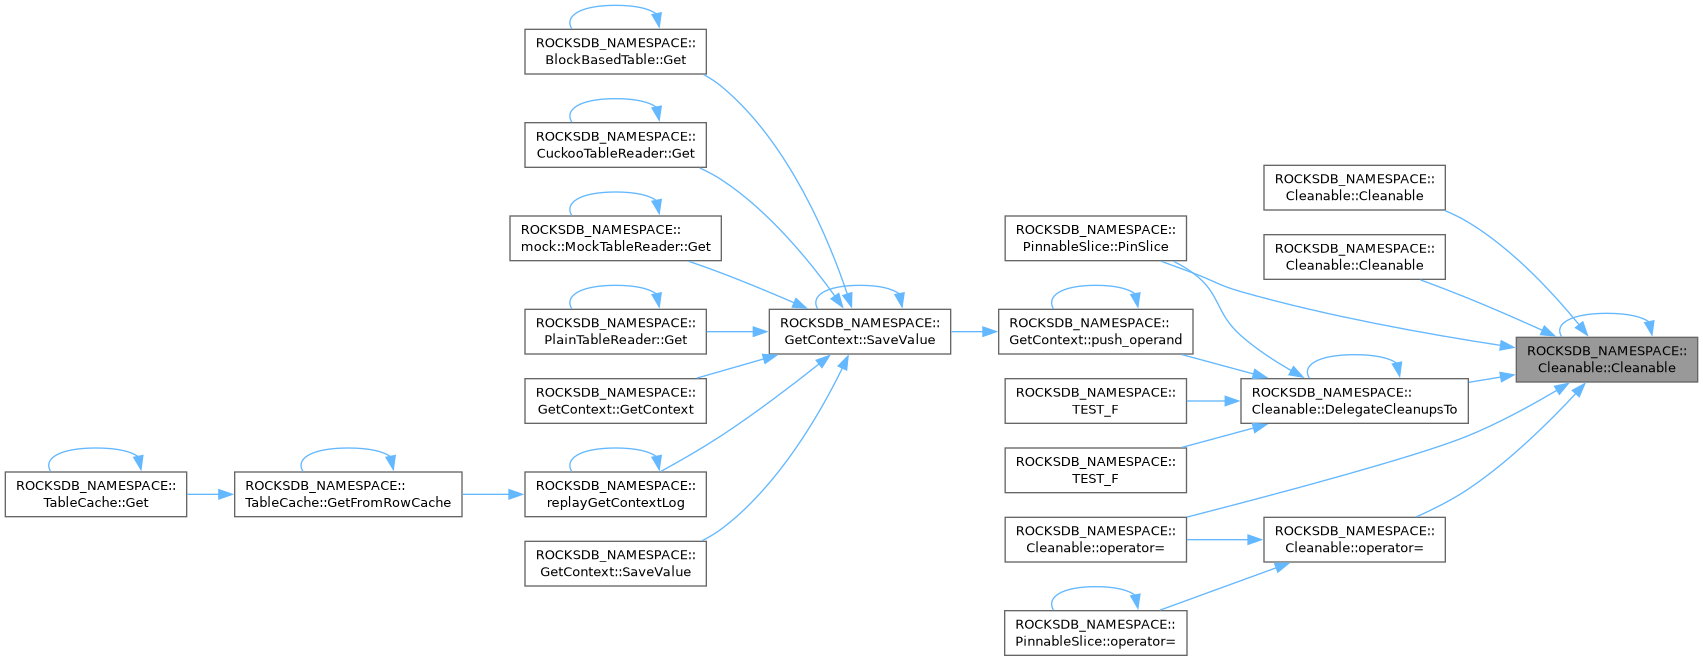 ROCKSDB_NAMESPACE::
BlockBasedTable::Get
ROCKSDB_NAMESPACE::
CuckooTableReader::Get
ROCKSDB_NAMESPACE::
mock::MockTableReader::Get
ROCKSDB_NAMESPACE::
PlainTableReader::Get
ROCKSDB_NAMESPACE::
GetContext::GetContext
ROCKSDB_NAMESPACE::
TableCache::Get
ROCKSDB_NAMESPACE::
TableCache::GetFromRowCache
ROCKSDB_NAMESPACE::
replayGetContextLog
ROCKSDB_NAMESPACE::
GetContext::SaveValue
ROCKSDB_NAMESPACE::
GetContext::SaveValue
ROCKSDB_NAMESPACE::
PinnableSlice::PinSlice
ROCKSDB_NAMESPACE::
GetContext::push_operand
ROCKSDB_NAMESPACE::
TEST_F
ROCKSDB_NAMESPACE::
TEST_F
ROCKSDB_NAMESPACE::
Cleanable::operator=
ROCKSDB_NAMESPACE::
PinnableSlice::operator=
ROCKSDB_NAMESPACE::
Cleanable::Cleanable
ROCKSDB_NAMESPACE::
Cleanable::Cleanable
ROCKSDB_NAMESPACE::
Cleanable::DelegateCleanupsTo
ROCKSDB_NAMESPACE::
Cleanable::operator=
ROCKSDB_NAMESPACE::
Cleanable::Cleanable